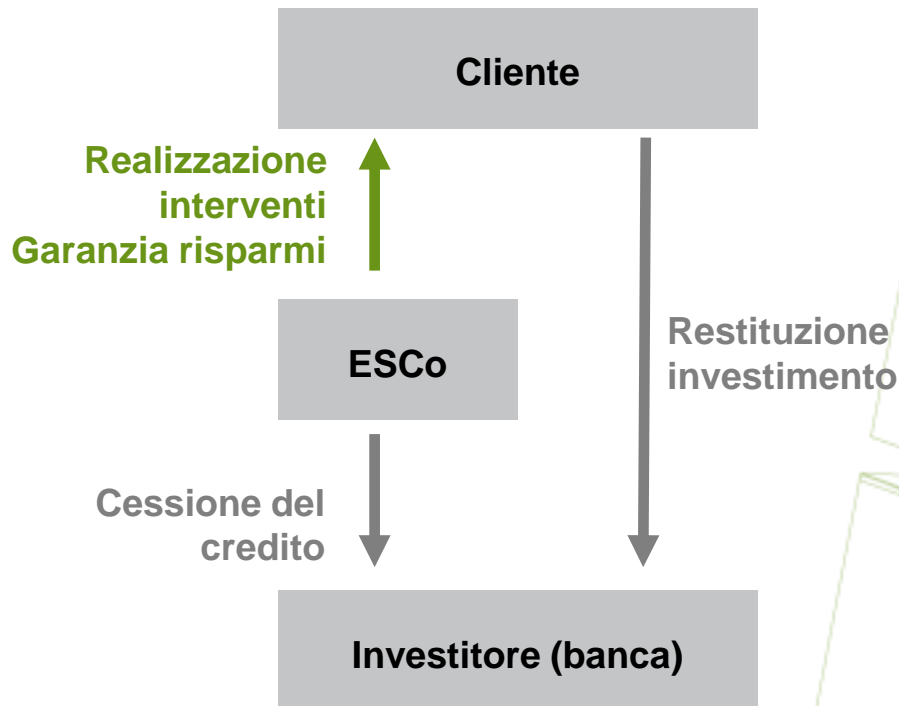 Cliente
Realizzazione
interventi
Garanzia risparmi
ESCo
Restituzione
investimento
Cessione del
credito
Investitore (banca)